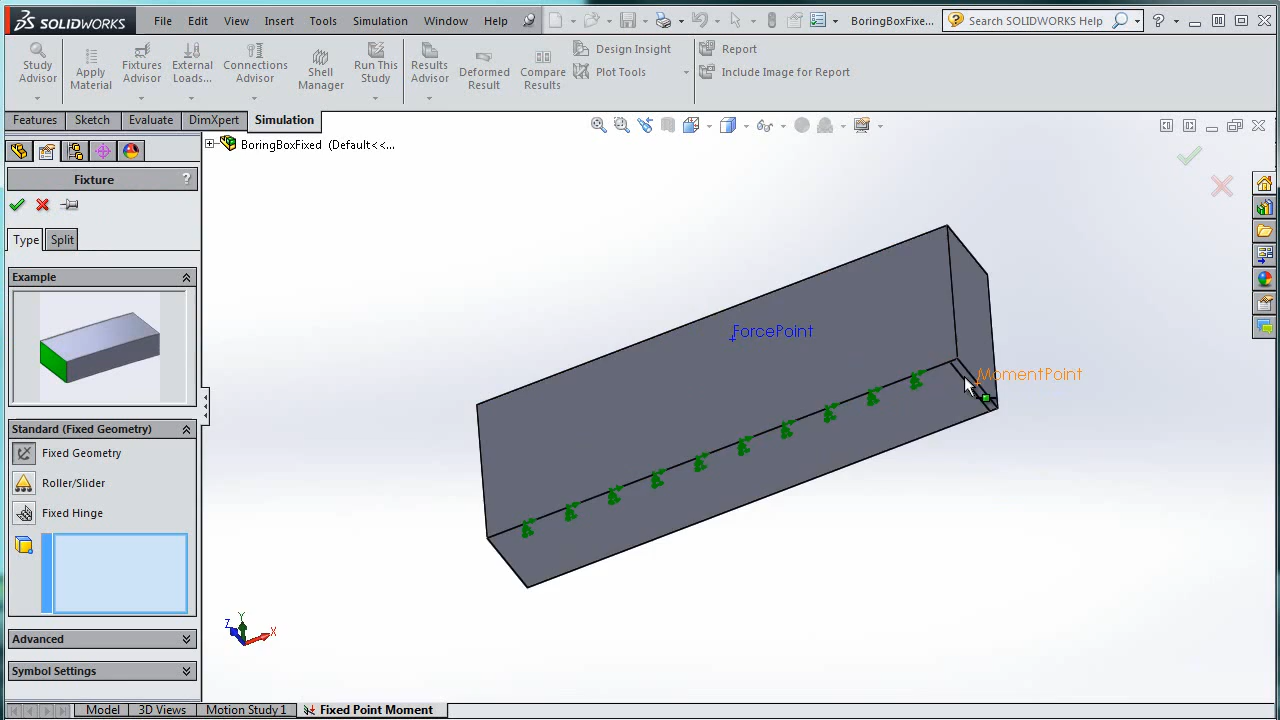 SOLIDWORKS
File Edit View Insert Tools Simulation Window Help
BoringBoxFixe...
Search SOLIDWORKS Help
Study Advisor
Apply Material
Fixtures Advisor
External Loads...
Connections Advisor
Shell Manager
Run This Study
Results Advisor
Deformed Result
Compare Results
Design Insight
Plot Tools
Report
Include Image for Report
Features Sketch Evaluate DimXpert Simulation
BoringBoxFixed (Default<<...
Fixture ?
Type Split
Example
Standard (Fixed Geometry)
Fixed Geometry
Roller/Slider
Fixed Hinge
Advanced
Symbol Settings
ForcePoint
MomentPoint
Y
Z
X
Model 3D Views Motion Study 1 Fixed Point Moment